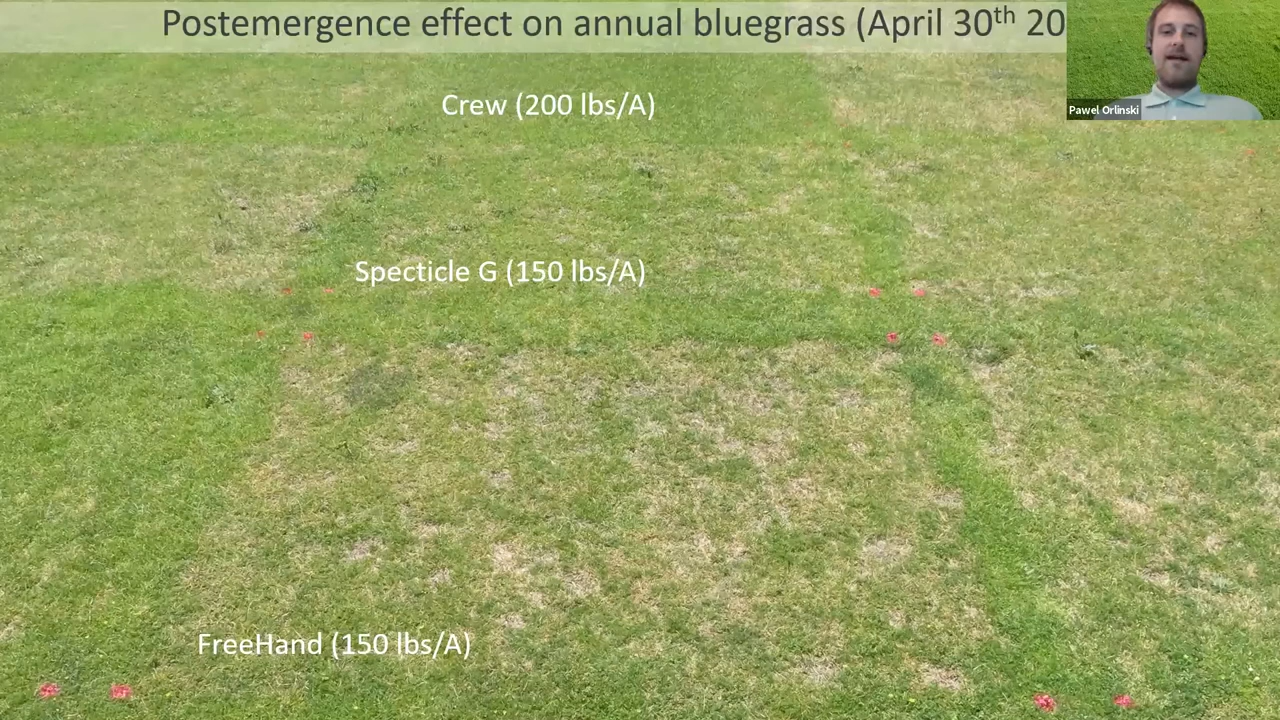 Postemergence effect on annual bluegrass (April 30th 20
Pawel Orlinski
Crew (200 lbs/A)
Specticle G (150 lbs/A)
FreeHand (150 lbs/A)